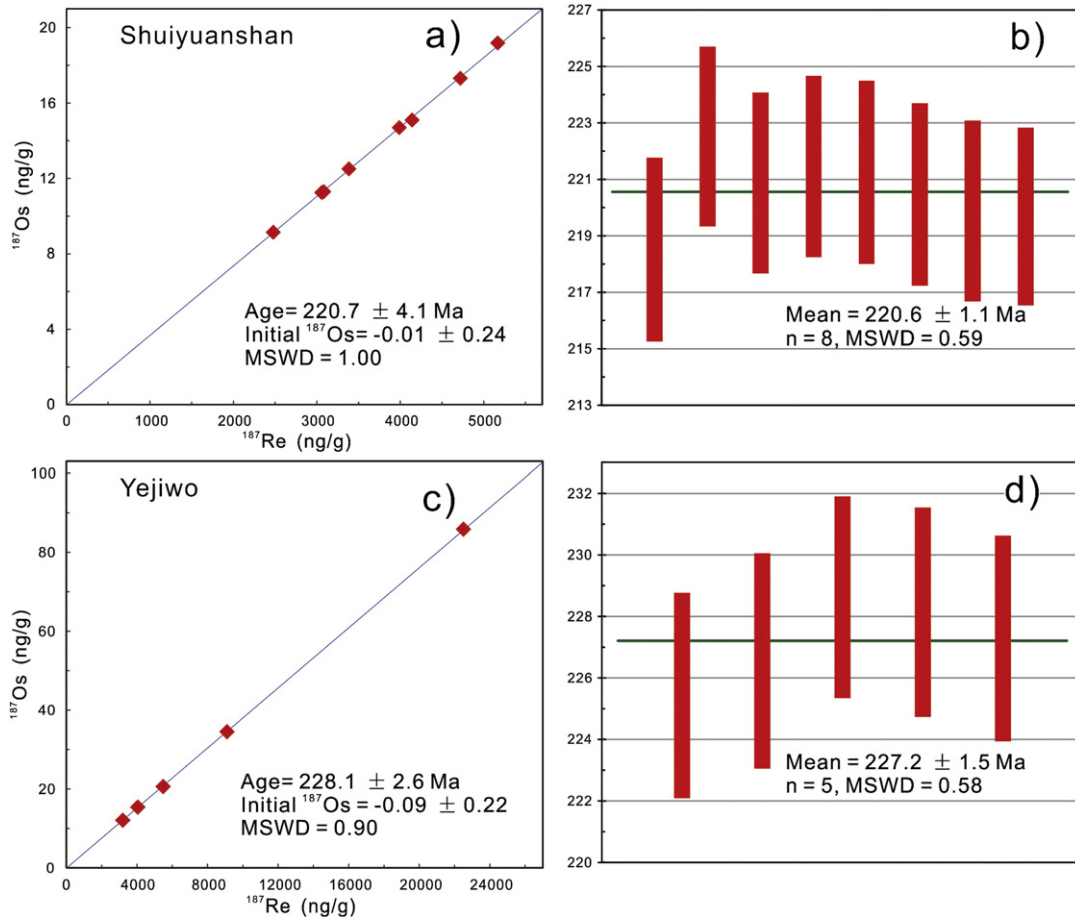 Shuiyuanshan
a)
20
16
12
8
4
0
¹⁸⁷Os (ng/g)
Age= 220.7 ± 4.1 Ma
Initial ¹⁸⁷Os= -0.01 ± 0.24
MSWD = 1.00
0 1000 2000 3000 4000 5000
¹⁸⁷Re (ng/g)
b)
227
225
223
221
219
217
215
213
Mean = 220.6 ± 1.1 Ma
n = 8, MSWD = 0.59
Yejiwo
c)
100
80
60
40
20
0
¹⁸⁷Os (ng/g)
Age= 228.1 ± 2.6 Ma
Initial ¹⁸⁷Os= -0.09 ± 0.22
MSWD = 0.90
0 4000 8000 12000 16000 20000 24000
¹⁸⁷Re (ng/g)
d)
232
230
228
226
224
222
220
Mean = 227.2 ± 1.5 Ma
n = 5, MSWD = 0.58